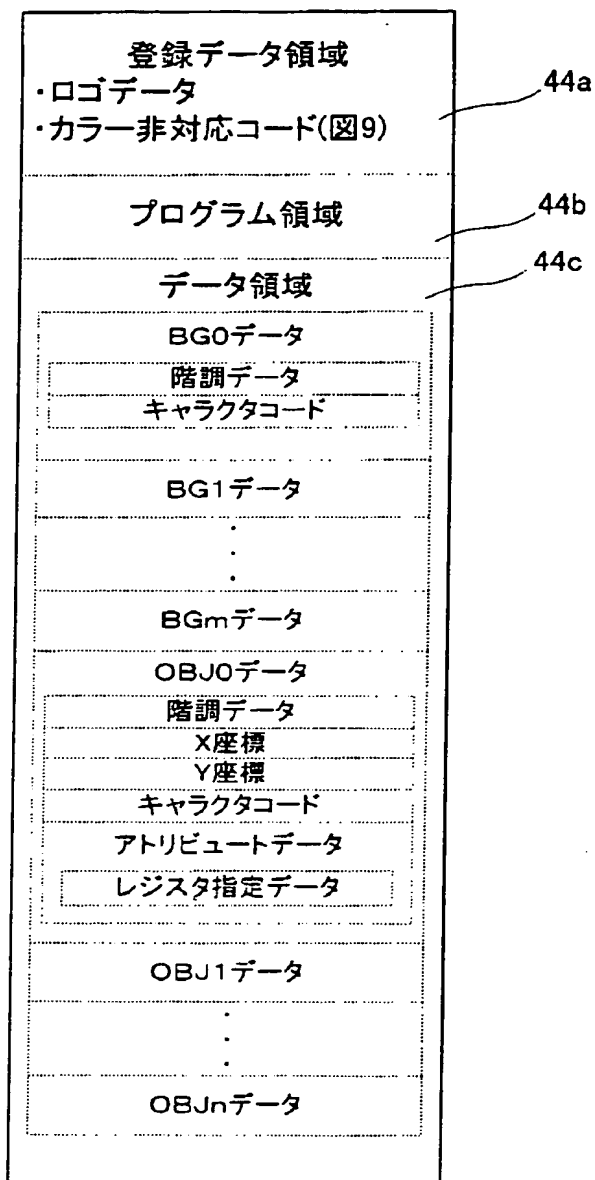 登録データ領域
・ロゴデータ
・カラー非対応コード(図9)
44a
プログラム領域
44b
データ領域
44c
BG0データ
階調データ
キャラクタコード
BG1データ
・
・
・
BGmデータ
OBJ0データ
階調データ
X座標
Y座標
キャラクタコード
アトリビュートデータ
レジスタ指定データ
OBJ1データ
・
・
・
OBJnデータ